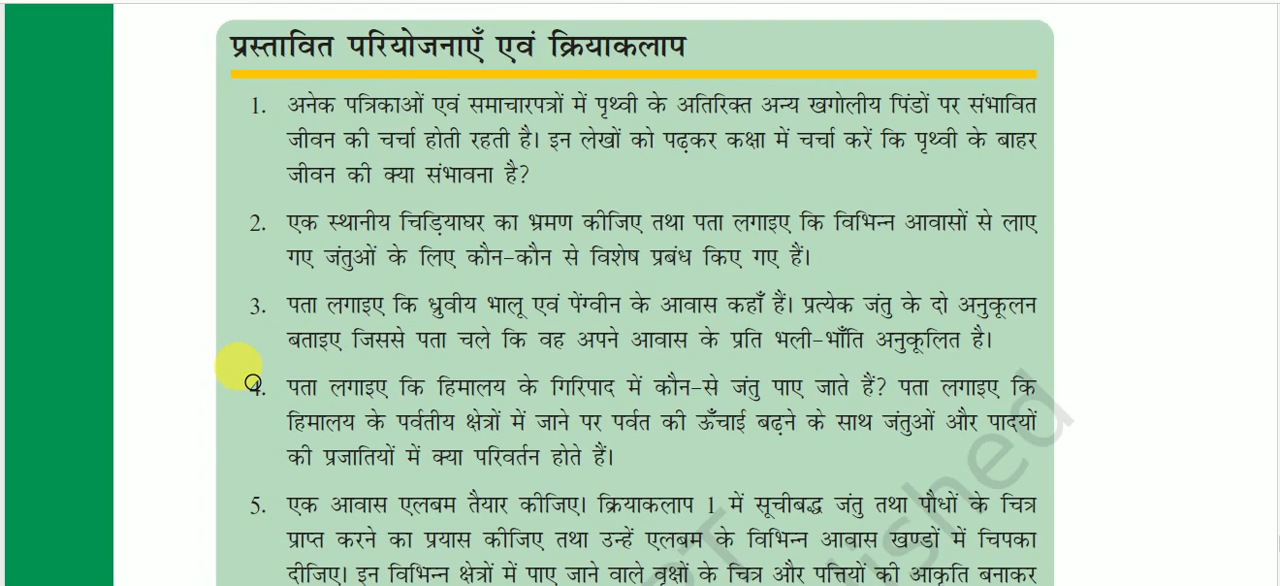 प्रस्तावित परियोजनाएँ एवं क्रियाकलाप
1. अनेक पत्रिकाओं एवं समाचारपत्रों में पृथ्वी के अतिरिक्त अन्य खगोलीय पिंडों पर संभावित
जीवन की चर्चा होती रहती है। इन लेखों को पढ़कर कक्षा में चर्चा करें कि पृथ्वी के बाहर
जीवन की क्या संभावना है?
2. एक स्थानीय चिड़ियाघर का भ्रमण कीजिए तथा पता लगाइए कि विभिन्न आवासों से लाए
गए जंतुओं के लिए कौन-कौन से विशेष प्रबंध किए गए हैं।
3. पता लगाइए कि ध्रुवीय भालू एवं पेंग्वीन के आवास कहाँ हैं। प्रत्येक जंतु के दो अनुकूलन
बताइए जिससे पता चले कि वह अपने आवास के प्रति भली-भाँति अनुकूलित है।
4. पता लगाइए कि हिमालय के गिरिपाद में कौन-से जंतु पाए जाते हैं? पता लगाइए कि
हिमालय के पर्वतीय क्षेत्रों में जाने पर पर्वत की ऊँचाई बढ़ने के साथ जंतुओं और पादयों
की प्रजातियों में क्या परिवर्तन होते हैं।
5. एक आवास एलबम तैयार कीजिए। क्रियाकलाप 1 में सूचीबद्ध जंतु तथा पौधों के चित्र
प्राप्त करने का प्रयास कीजिए तथा उन्हें एलबम के विभिन्न आवास खण्डों में चिपका
दीजिए। इन विभिन्न क्षेत्रों में पाए जाने वाले वृक्षों के चित्र और पत्तियों की आकृति बनाकर